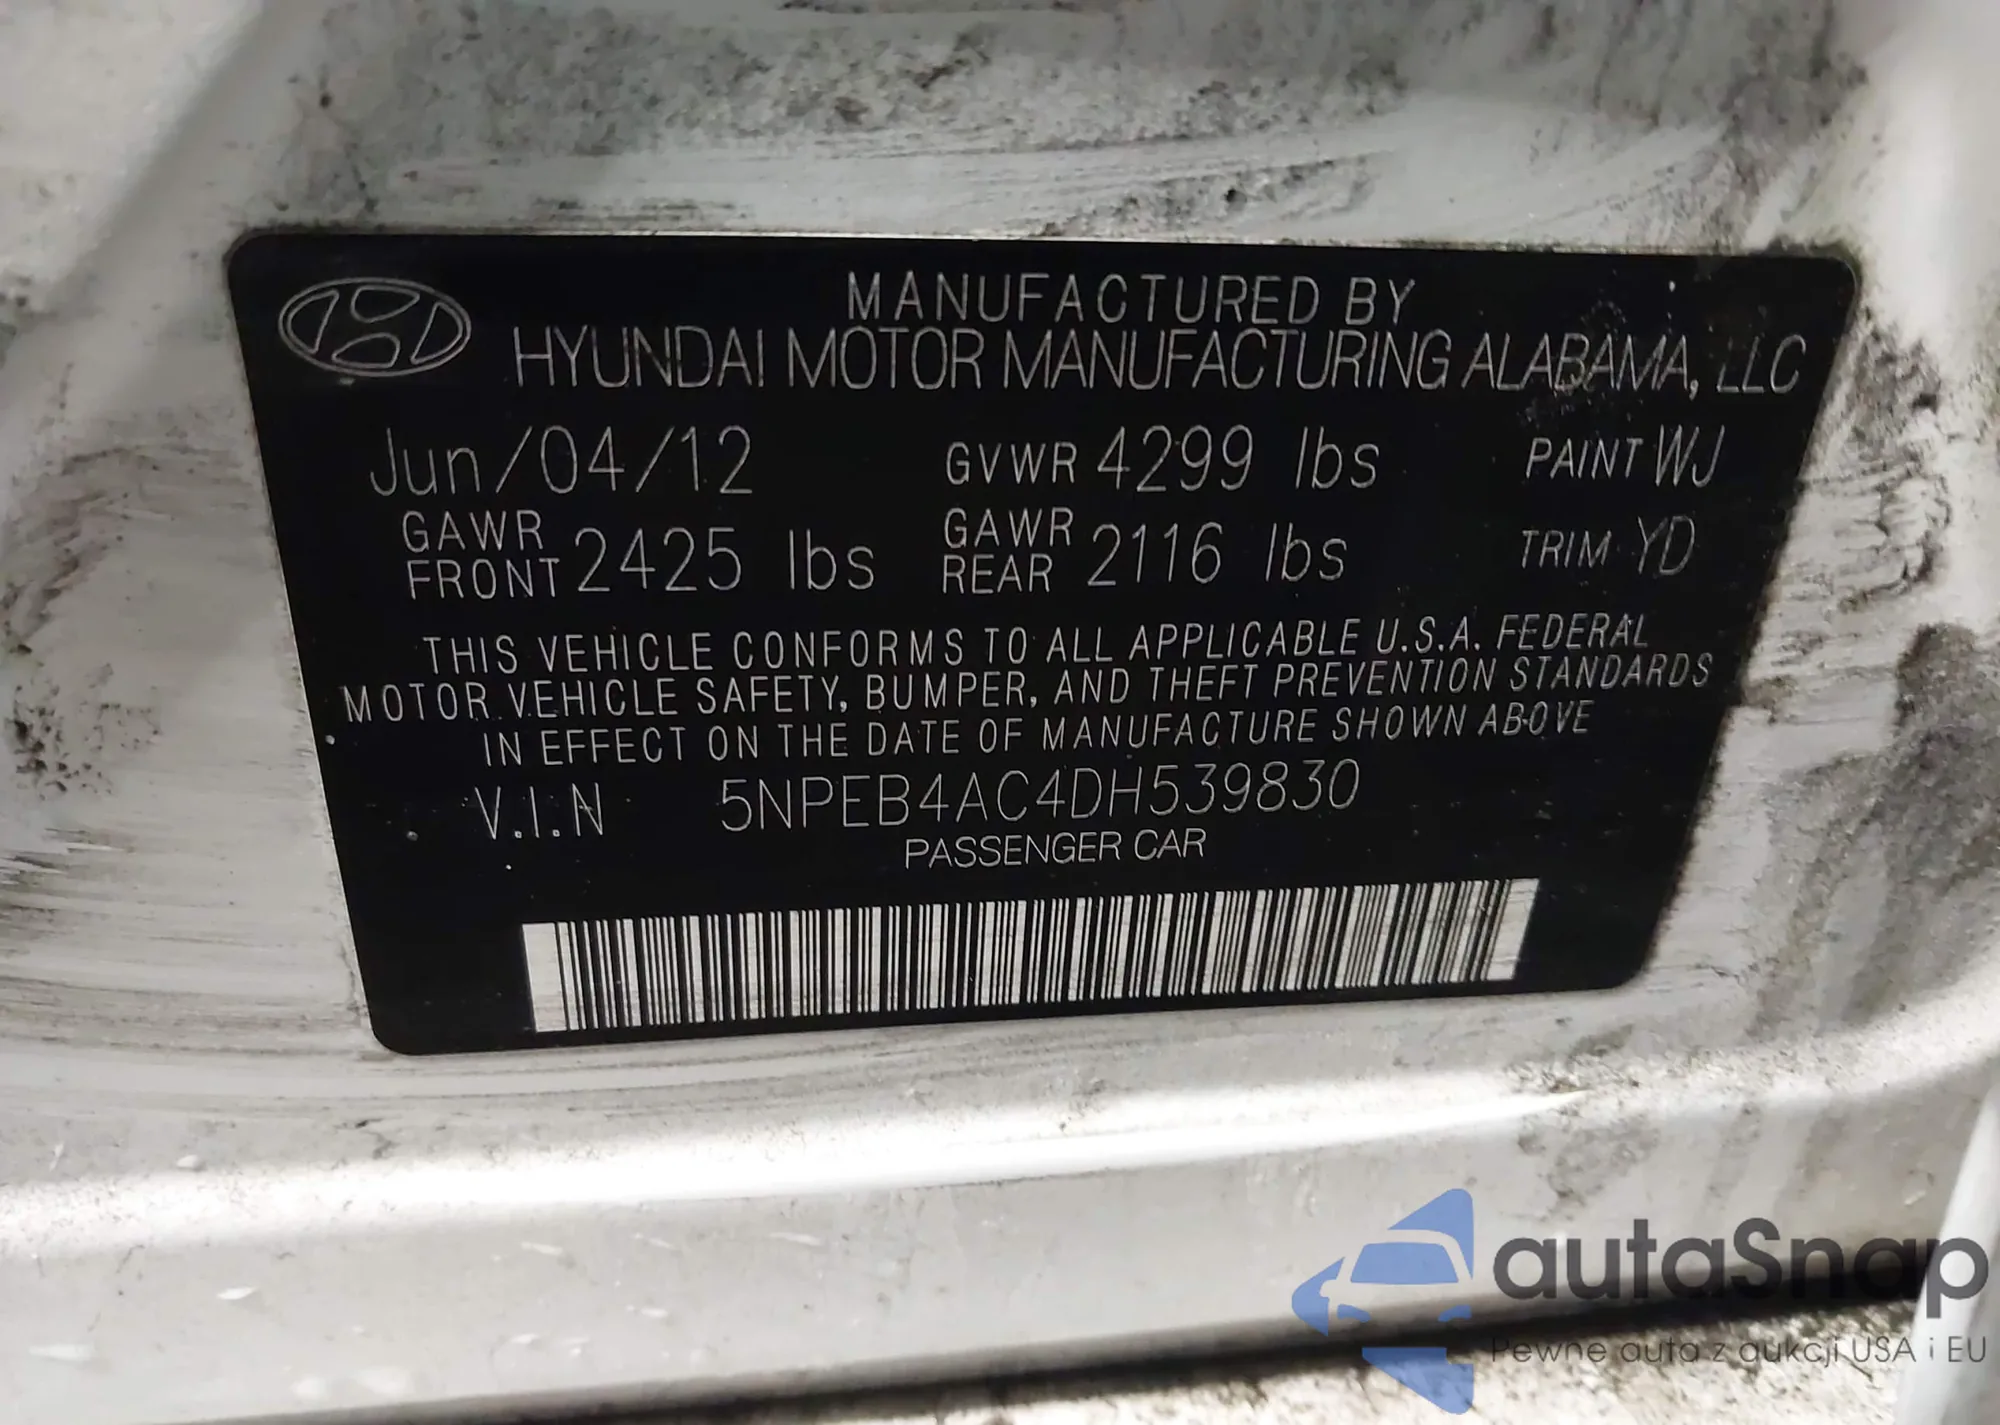 MANUFACTURED BY
HYUNDAI MOTOR MANUFACTURING ALABAMA, LLC
Jun/04/12 GVWR 4299 lbs PAINT WJ
GAWR FRONT 2425 lbs GAWR REAR 2116 lbs TRIM YD
THIS VEHICLE CONFORMS TO ALL APPLICABLE U.S.A. FEDERAL
MOTOR VEHICLE SAFETY, BUMPER, AND THEFT PREVENTION STANDARDS
IN EFFECT ON THE DATE OF MANUFACTURE SHOWN ABOVE
V.I.N 5NPEB4AC4DH539830
PASSENGER CAR
autaSnap
Pewne auta z aukcji USA i EU